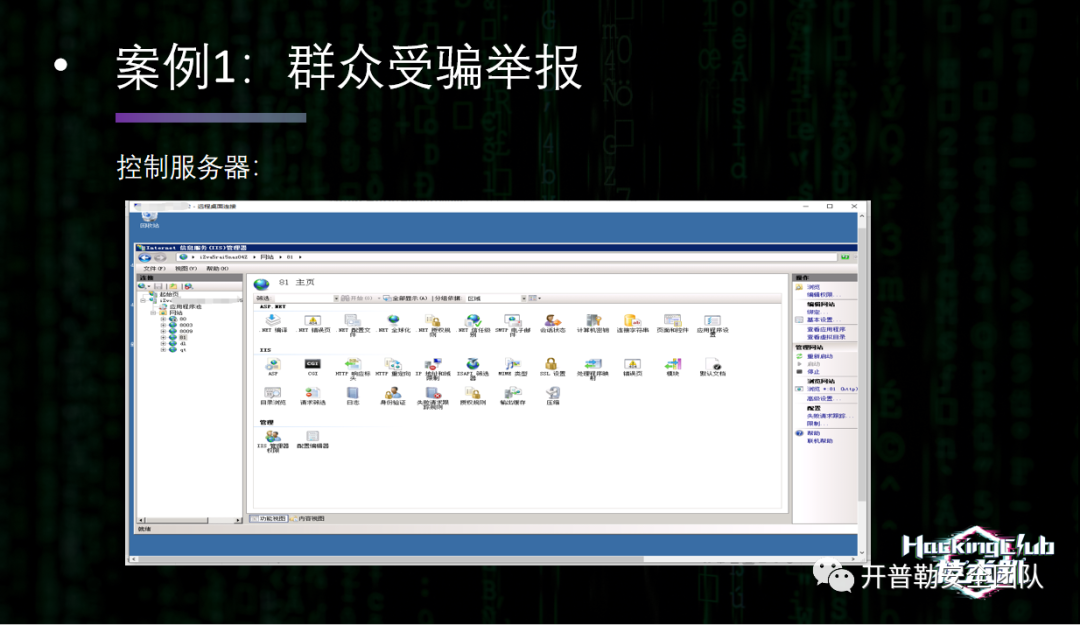 • 案例1：群众受骗举报
控制服务器：
- 远程桌面连接
回收站
Internet 信息服务(IIS)管理器
网站 ▸ 81 ▸
文件(F) 视图(V) 帮助(H)
连接
起始页
应用程序池
网站
80
8003
8009
81
d1
q1
81 主页
筛选: 开始(G) 全部显示(A) 分组依据: 区域
ASP.NET
.NET 编译
.NET 错误页
.NET 配置文件
.NET 全球化
.NET 授权规则
.NET 信任级别
SMTP 电子邮件
会话状态
计算机密钥
连接字符串
页面和控件
应用程序设置
IIS
ASP
CGI
HTTP 响应标头
HTTP 重定向
IP 地址和域限制
ISAPI 筛选器
MIME 类型
SSL 设置
处理程序映射
错误页
模块
默认文档
目录浏览
请求筛选
日志
身份验证
失败请求跟踪规则
授权规则
输出缓存
压缩
管理
IIS 管理器权限
配置编辑器
功能视图 内容视图
就绪
操作
浏览
编辑权限...
编辑网站
绑定...
基本设置...
查看应用程序
查看虚拟目录
管理网站
重新启动
启动
停止
浏览网站
浏览 *:81 (http)
高级设置...
配置
失败请求跟踪...
限制...
帮助
联机帮助
HackingClub
开普勒安全团队